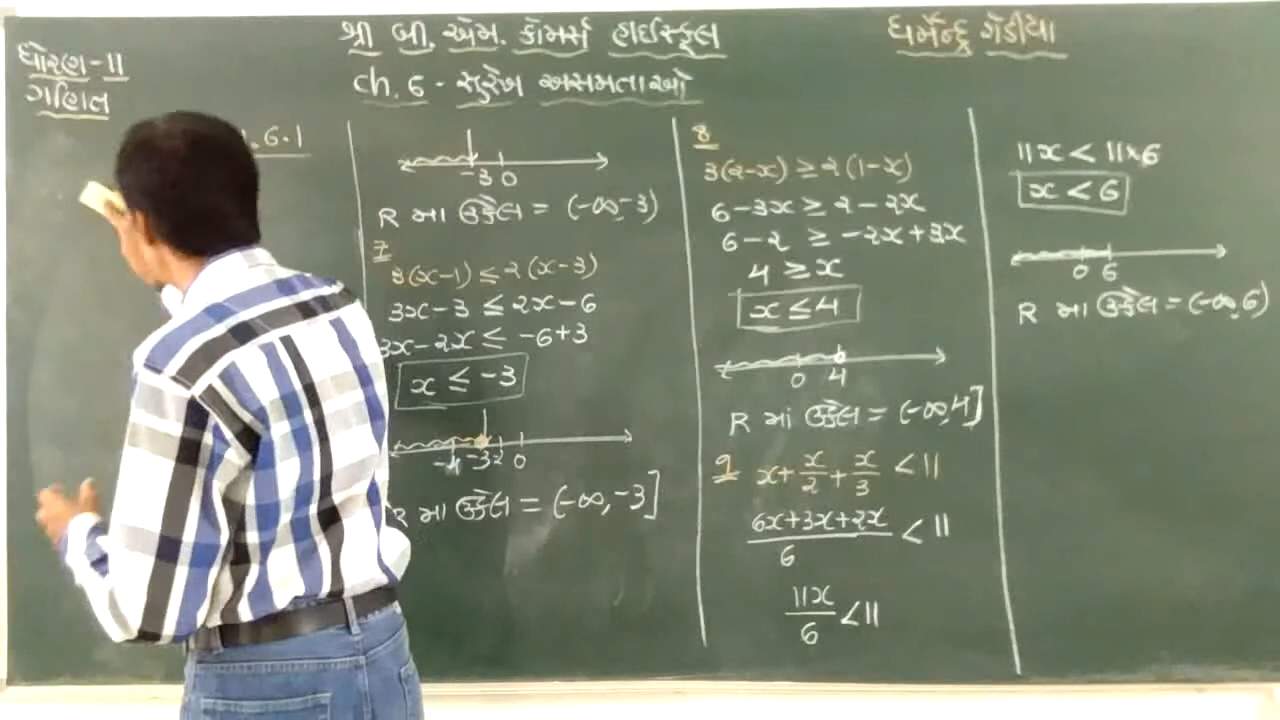 શ્રી બી. એમ. કોમર્સ હાઈસ્કૂલ
ધર્મેન્દ્ર ગેડીયા
ધોરણ-11
ગણિત
ch. 6 - સુરેખ અસમતાઓ
. 6.1
-3 0
R માં ઉકેલ = (-∞, -3)
7
3(x-1) ≤ 2(x-3)
3x-3 ≤ 2x-6
3x-2x ≤ -6+3
x ≤ -3
-4 -3 -2 0
R માં ઉકેલ = (-∞, -3]
8
3(2-x) ≥ 2(1-x)
6-3x ≥ 2-2x
6-2 ≥ -2x+3x
4 ≥ x
x ≤ 4
0 4
R માં ઉકેલ = (-∞, 4]
9 x + x/2 + x/3 < 11
6x+3x+2x/6 < 11
11x/6 < 11
11x < 11×6
x < 6
0 6
R માં ઉકેલ = (-∞, 6)